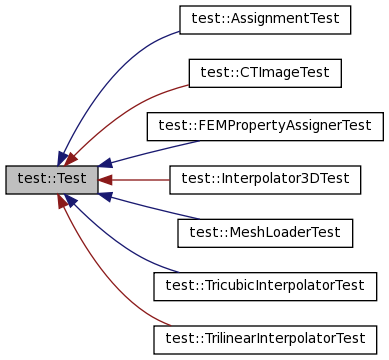 test::AssignmentTest
test::CTImageTest
test::FEMPropertyAssignerTest
test::Test
test::Interpolator3DTest
test::MeshLoaderTest
test::TricubicInterpolatorTest
test::TrilinearInterpolatorTest